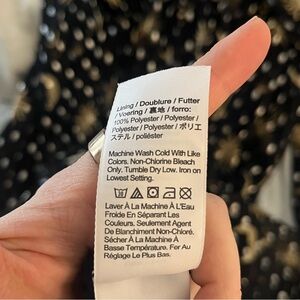 Lining / Doublure / Futter
/ Voering / 裏地 / forro:
100% Polyester / Polyester /
Polyester / Polyester / ポリエ
ステル / poliéster
Machine Wash Cold With Like
Colors. Non-Chlorine Bleach
Only. Tumble Dry Low. Iron on
Lowest Setting.
Laver À La Machine À L'Eau
Froide En Séparant Les
Couleurs. Seulement Agent
De Blanchiment Non-Chloré.
Sécher À La Machine À
Basse Température. Fer Au
Réglage Le Plus Bas.